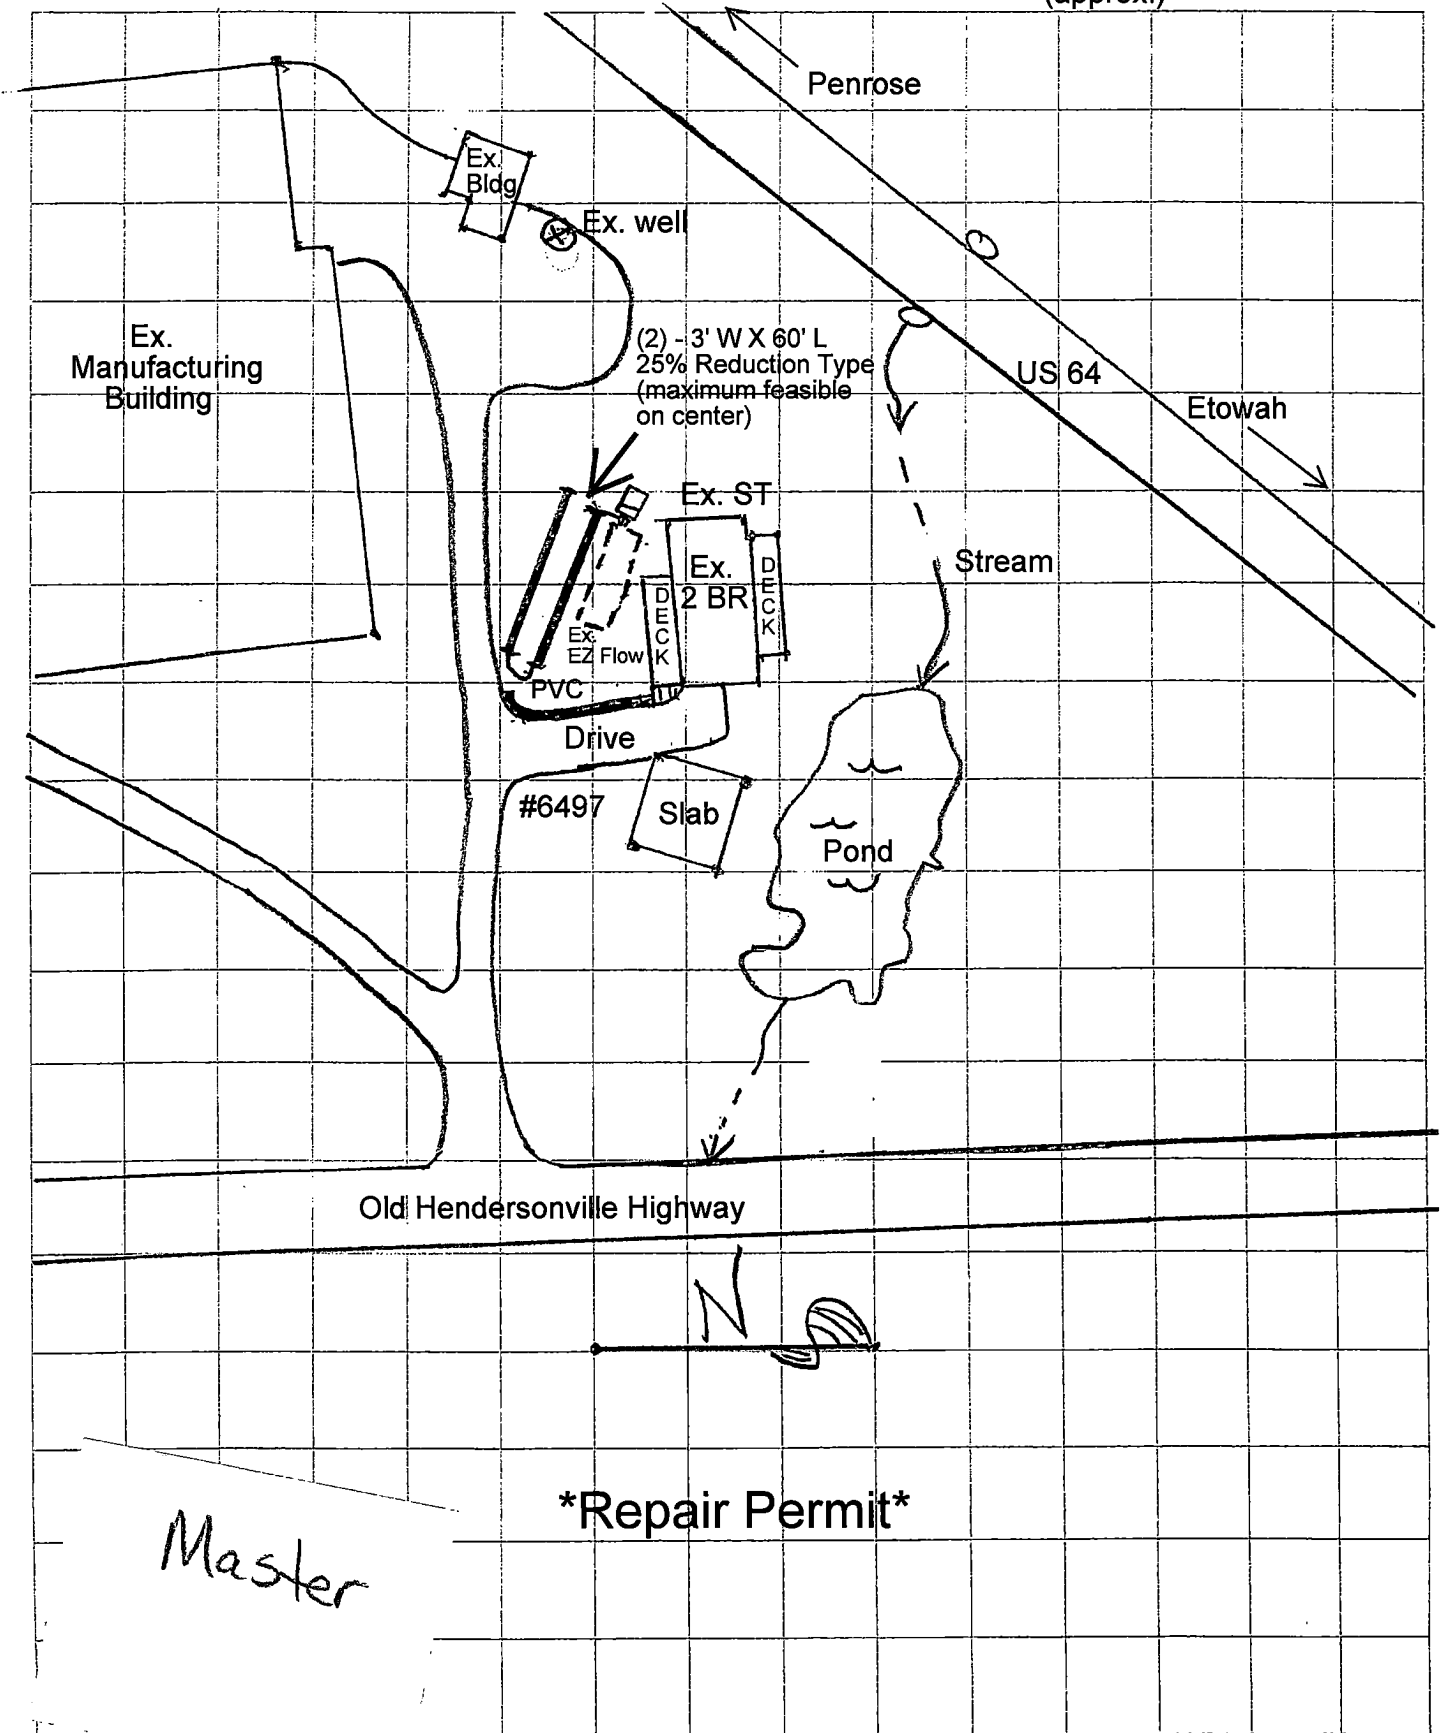 (approx.)
Penrose
Ex.
Bldg
Ex. well
Ex.
Manufacturing
Building
(2) - 3' W X 60' L
25% Reduction Type
(maximum feasible
on center)
US 64
Etowah
Ex. ST
Stream
Ex.
2 BR
DECK
DECK
Ex.
EZ Flow
PVC
Drive
#6497
Slab
Pond
Old Hendersonville Highway
N
*Repair Permit*
Master